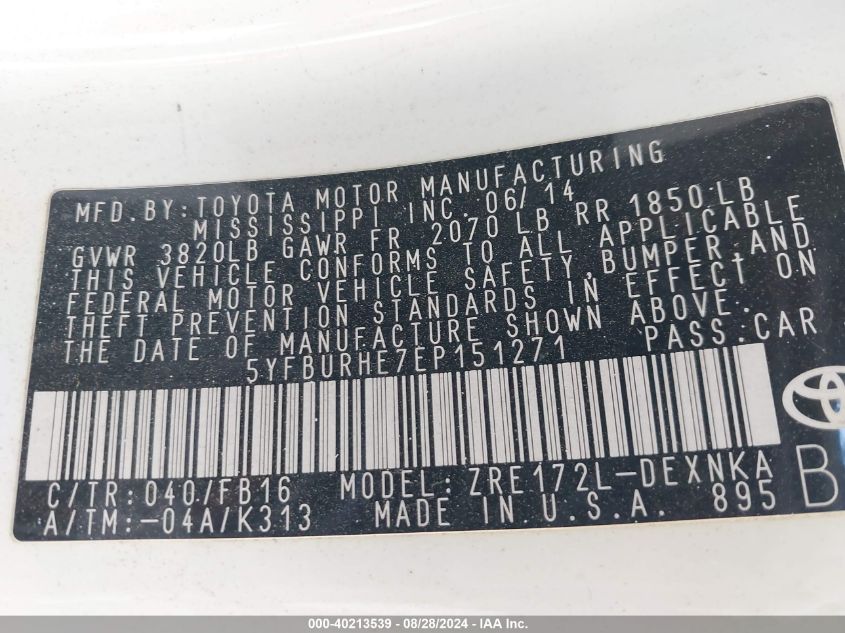 MFD. BY: TOYOTA MOTOR MANUFACTURING
MISSISSIPPI INC. 06/14
GVWR 3820LB GAWR FR 2070 LB RR 1850 LB
THIS VEHICLE CONFORMS TO ALL APPLICABLE
FEDERAL MOTOR VEHICLE SAFETY, BUMPER, AND
THEFT PREVENTION STANDARDS IN EFFECT ON
THE DATE OF MANUFACTURE SHOWN ABOVE.
5YFBURHE7EP151271 PASS. CAR
C/TR: 040/FB16 MODEL: ZRE172L-DEXNKA
A/TM: -04A/K313 MADE IN U.S.A. 895
B
000-40213539 - 08/28/2024 - IAA Inc.